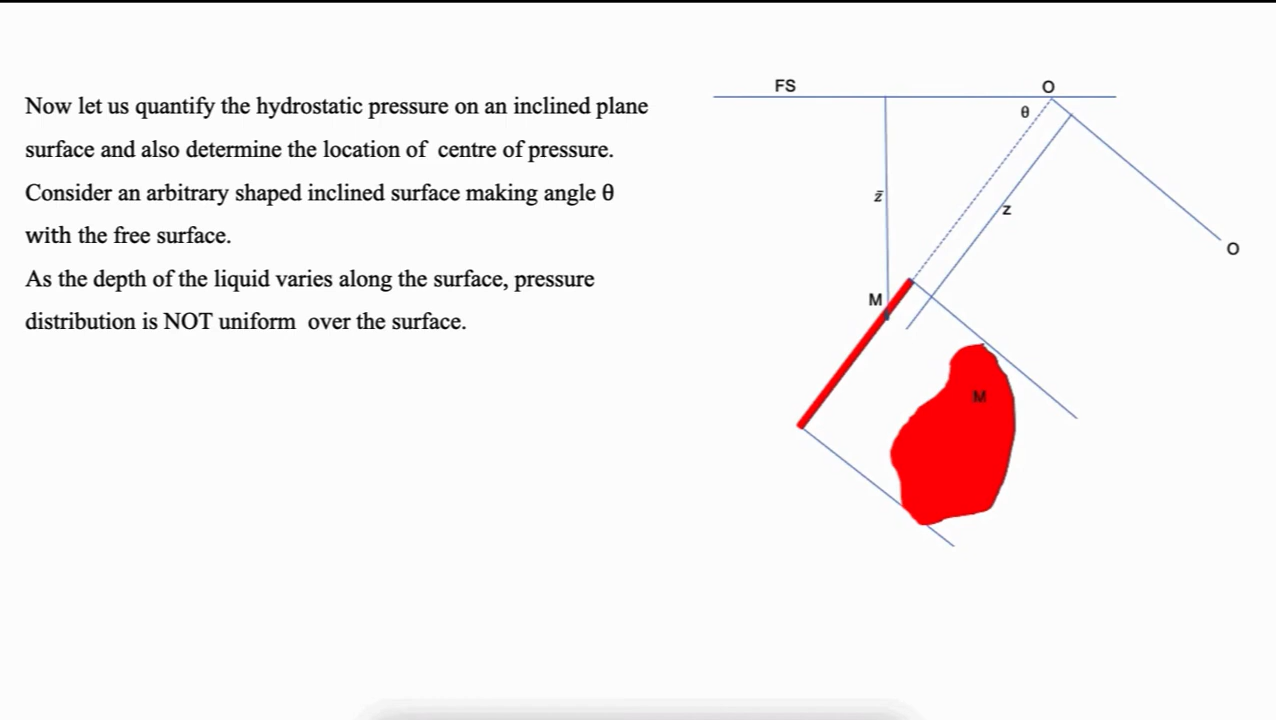 Now let us quantify the hydrostatic pressure on an inclined plane
surface and also determine the location of centre of pressure.
Consider an arbitrary shaped inclined surface making angle θ
with the free surface.
As the depth of the liquid varies along the surface, pressure
distribution is NOT uniform over the surface.
FS
O
θ
z̄
z
O
M
M